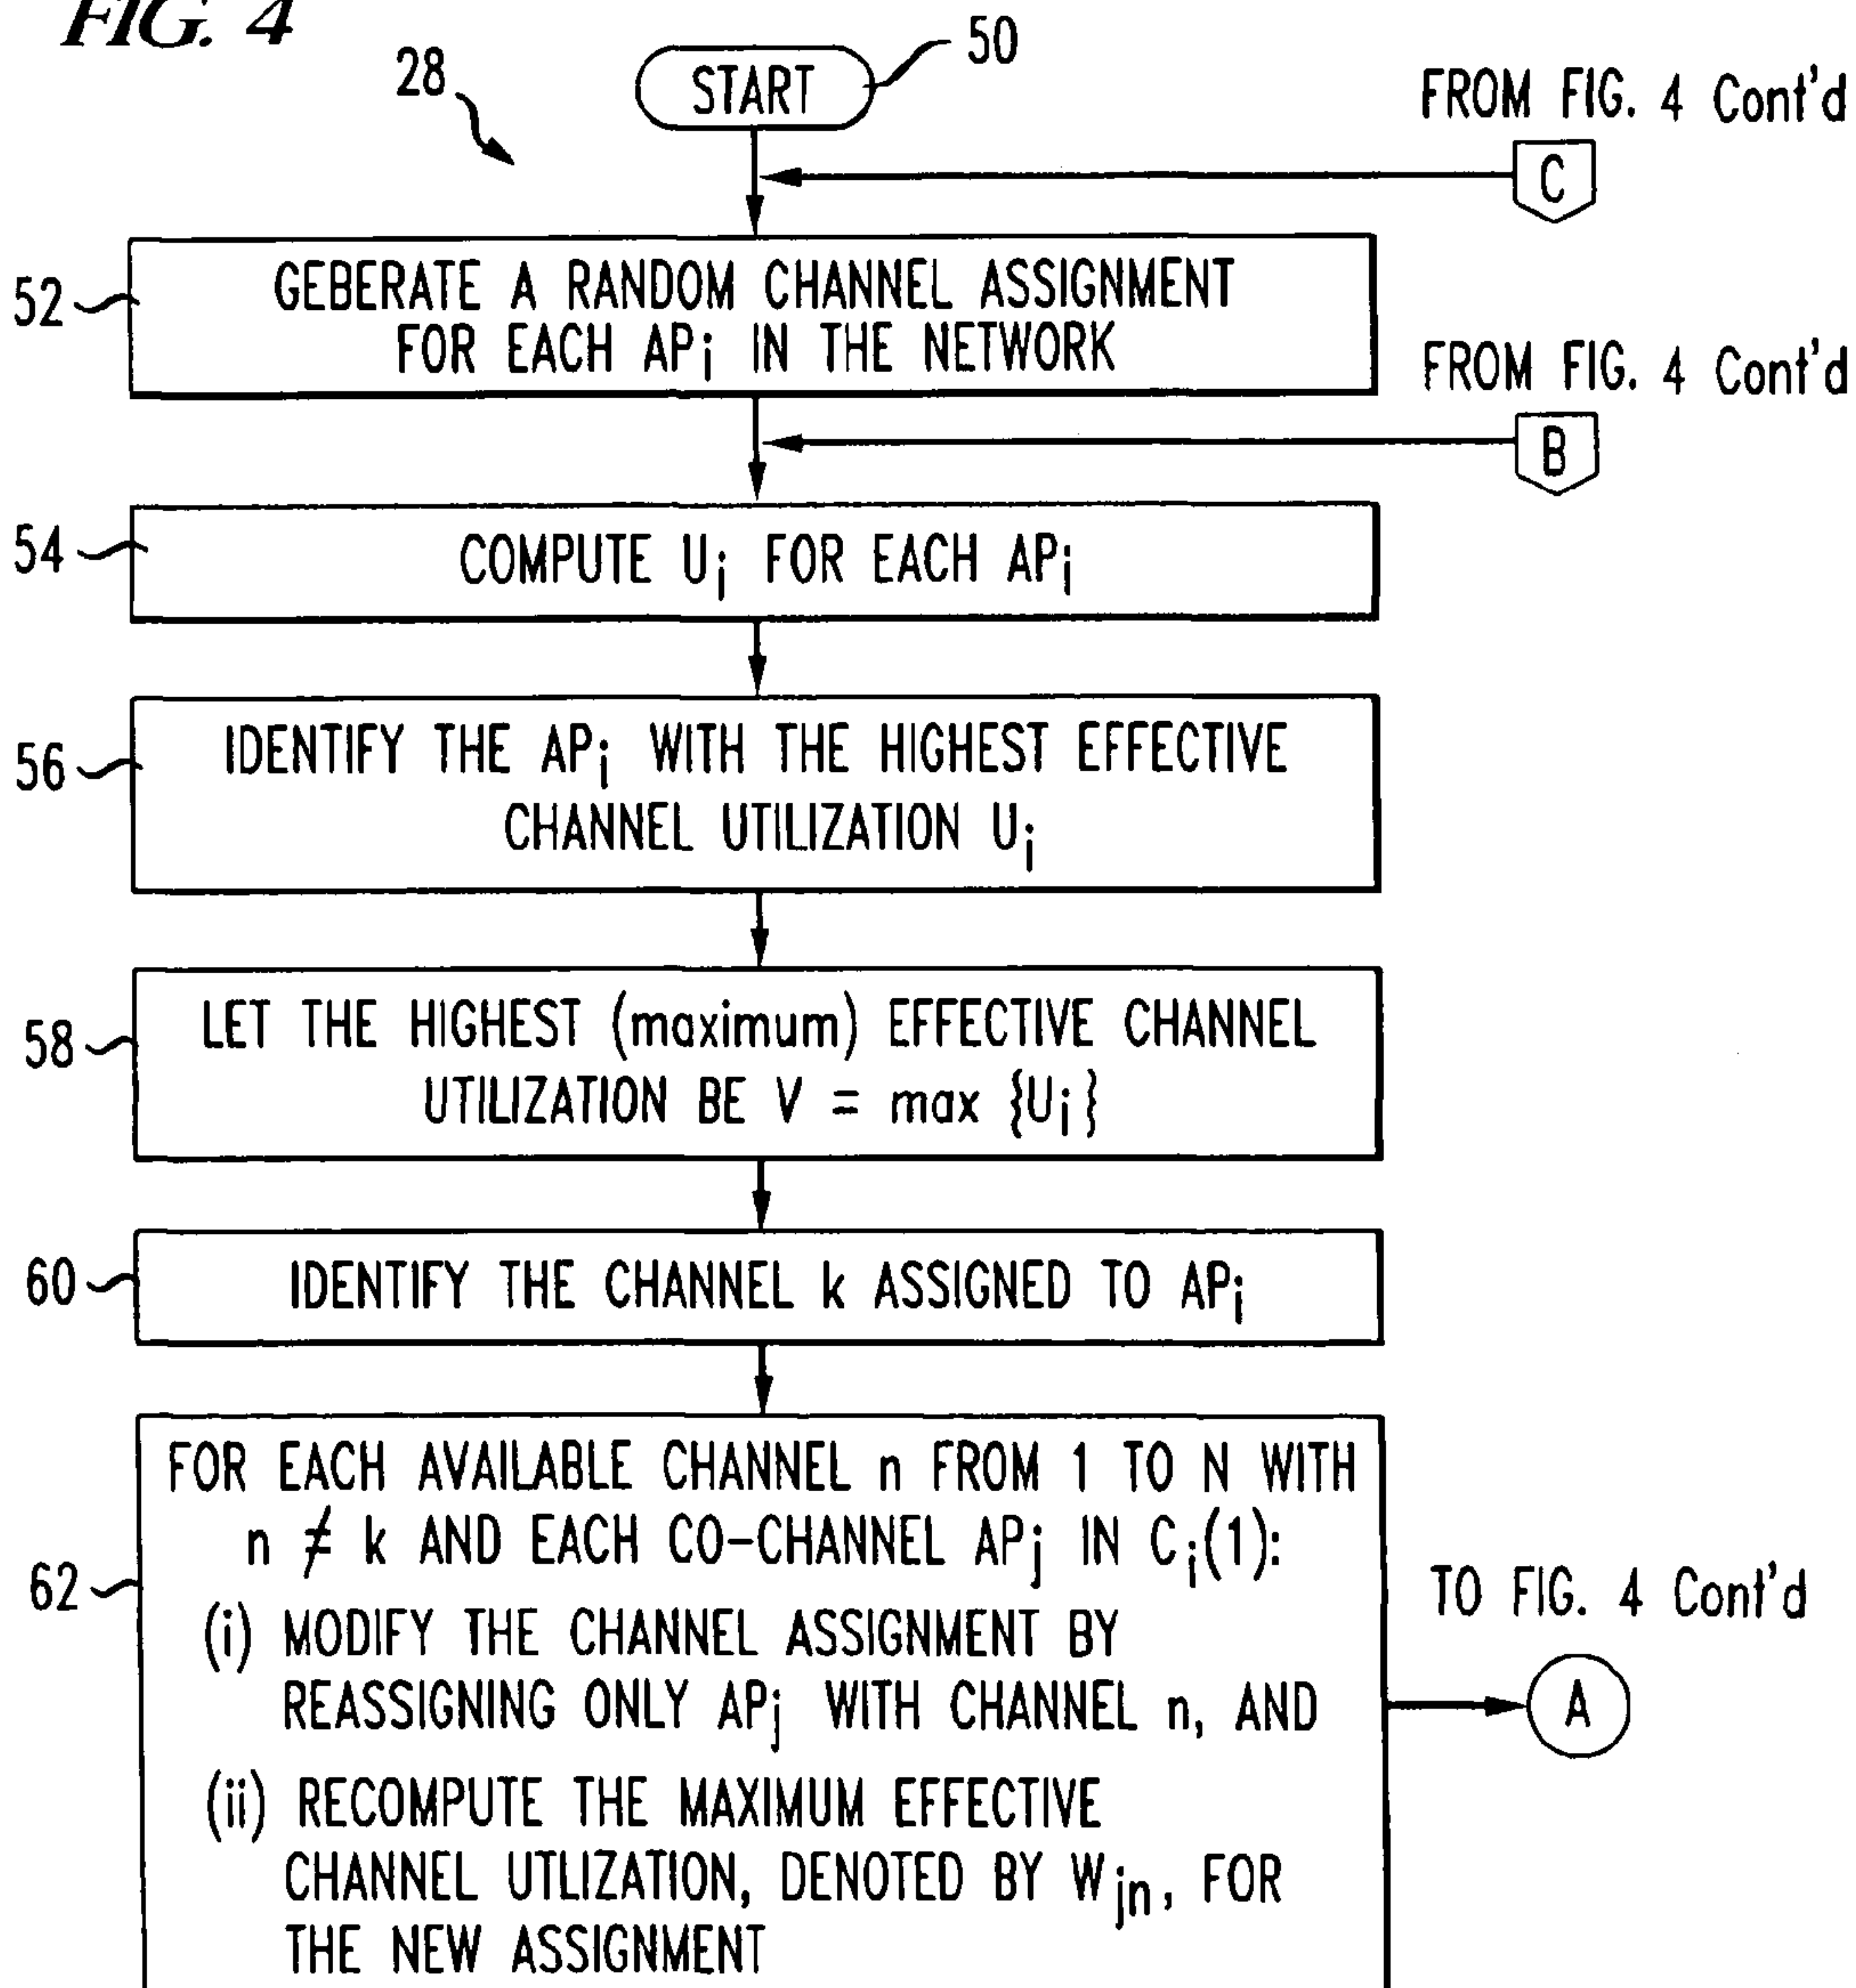 FIG. 4
28
START
50
FROM FIG. 4 Cont'd
C
52
GEBERATE A RANDOM CHANNEL ASSIGNMENT
FOR EACH APi IN THE NETWORK
FROM FIG. 4 Cont'd
B
54
COMPUTE Ui FOR EACH APi
56
IDENTIFY THE APi WITH THE HIGHEST EFFECTIVE
CHANNEL UTILIZATION Ui
58
LET THE HIGHEST (maximum) EFFECTIVE CHANNEL
UTILIZATION BE V = max {Ui}
60
IDENTIFY THE CHANNEL k ASSIGNED TO APi
62
FOR EACH AVAILABLE CHANNEL n FROM 1 TO N WITH
n ≠ k AND EACH CO-CHANNEL APj IN Ci(1):
(i) MODIFY THE CHANNEL ASSIGNMENT BY
REASSIGNING ONLY APj WITH CHANNEL n, AND
(ii) RECOMPUTE THE MAXIMUM EFFECTIVE
CHANNEL UTLIZATION, DENOTED BY Wjn, FOR
THE NEW ASSIGNMENT
TO FIG. 4 Cont'd
A